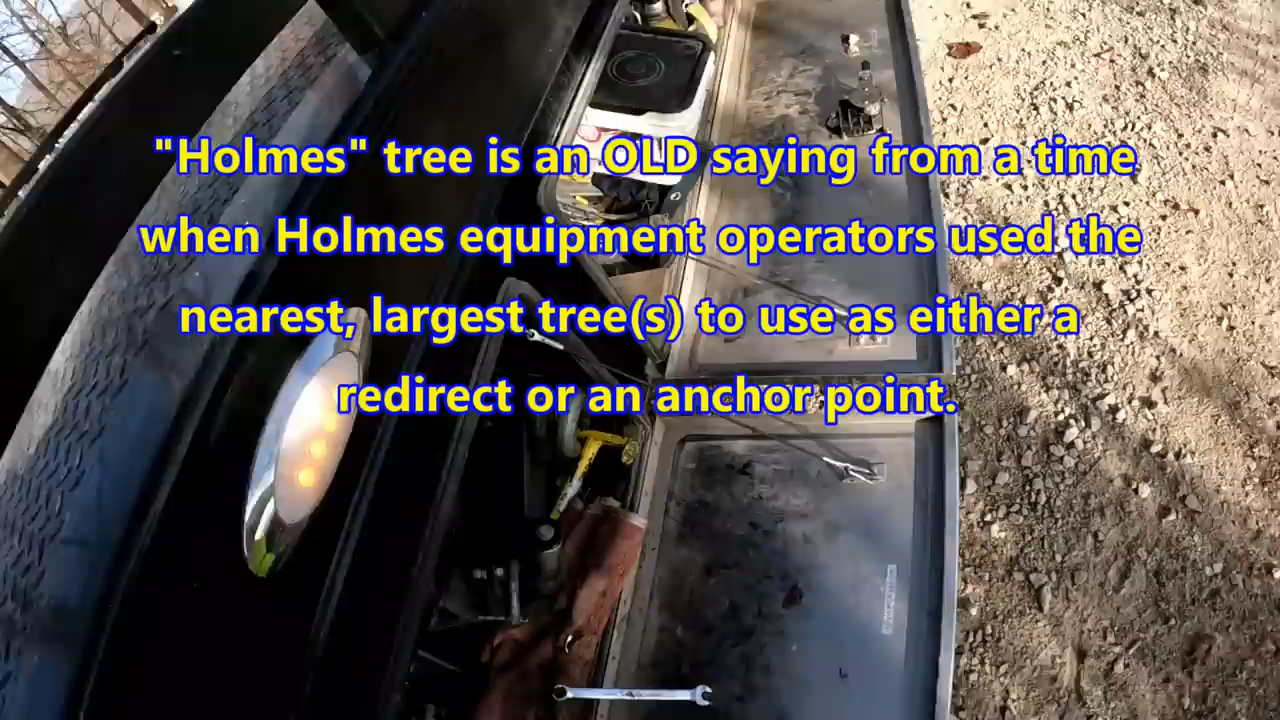 "Holmes" tree is an OLD saying from a time
when Holmes equipment operators used the
nearest, largest tree(s) to use as either a
redirect or an anchor point.